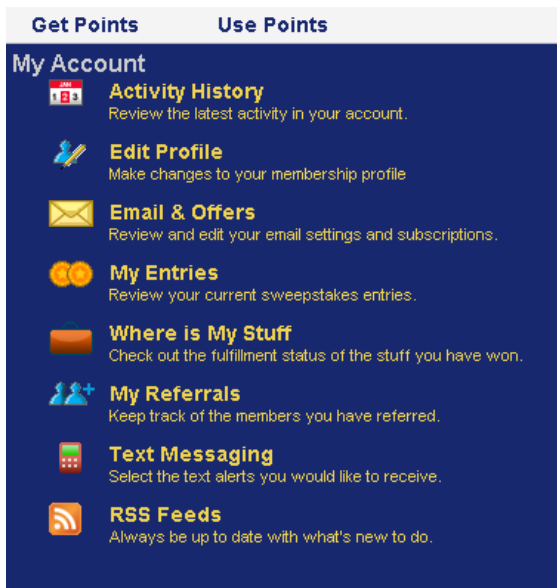 Get Points Use Points
My Account
JAN
1 2 3
Activity History
Review the latest activity in your account.
Edit Profile
Make changes to your membership profile
Email & Offers
Review and edit your email settings and subscriptions.
My Entries
Review your current sweepstakes entries.
Where is My Stuff
Check out the fulfillment status of the stuff you have won.
My Referrals
Keep track of the members you have referred.
Text Messaging
Select the text alerts you would like to receive.
RSS Feeds
Always be up to date with what's new to do.